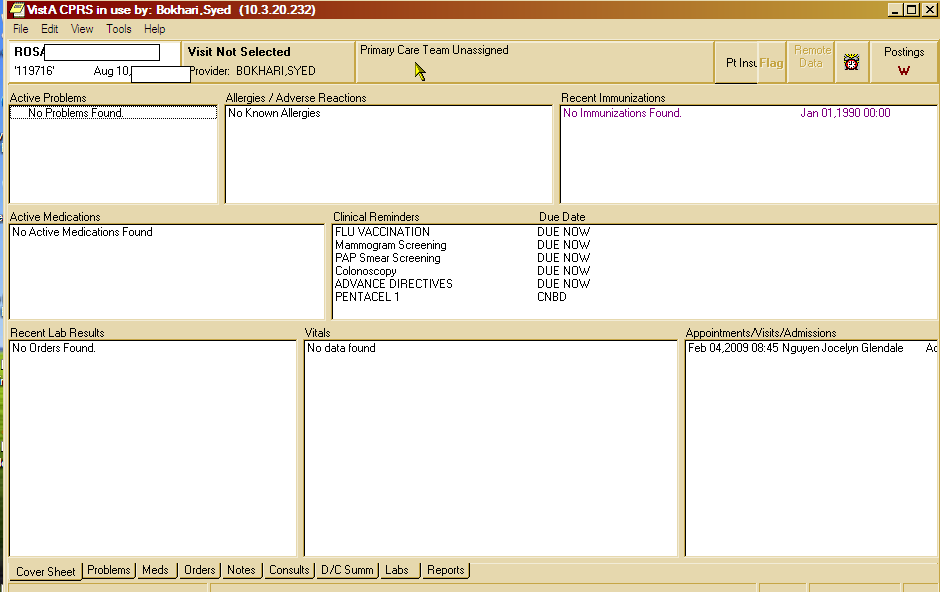 VistA CPRS in use by: Bokhari,Syed (10.3.20.232)
File Edit View Tools Help
ROSA
'119716' Aug 10,
Visit Not Selected
Provider: BOKHARI,SYED
Primary Care Team Unassigned
Pt Insu
Flag
Remote
Data
Postings
W
Active Problems
No Problems Found.
Allergies / Adverse Reactions
No Known Allergies
Recent Immunizations
No Immunizations Found. Jan 01,1990 00:00
Active Medications
No Active Medications Found
Clinical Reminders Due Date
FLU VACCINATION DUE NOW
Mammogram Screening DUE NOW
PAP Smear Screening DUE NOW
Colonoscopy DUE NOW
ADVANCE DIRECTIVES DUE NOW
PENTACEL 1 CNBD
Recent Lab Results
No Orders Found.
Vitals
No data found
Appointments/Visits/Admissions
Feb 04,2009 08:45 Nguyen Jocelyn Glendale Ac
Cover Sheet Problems Meds Orders Notes Consults D/C Summ Labs Reports